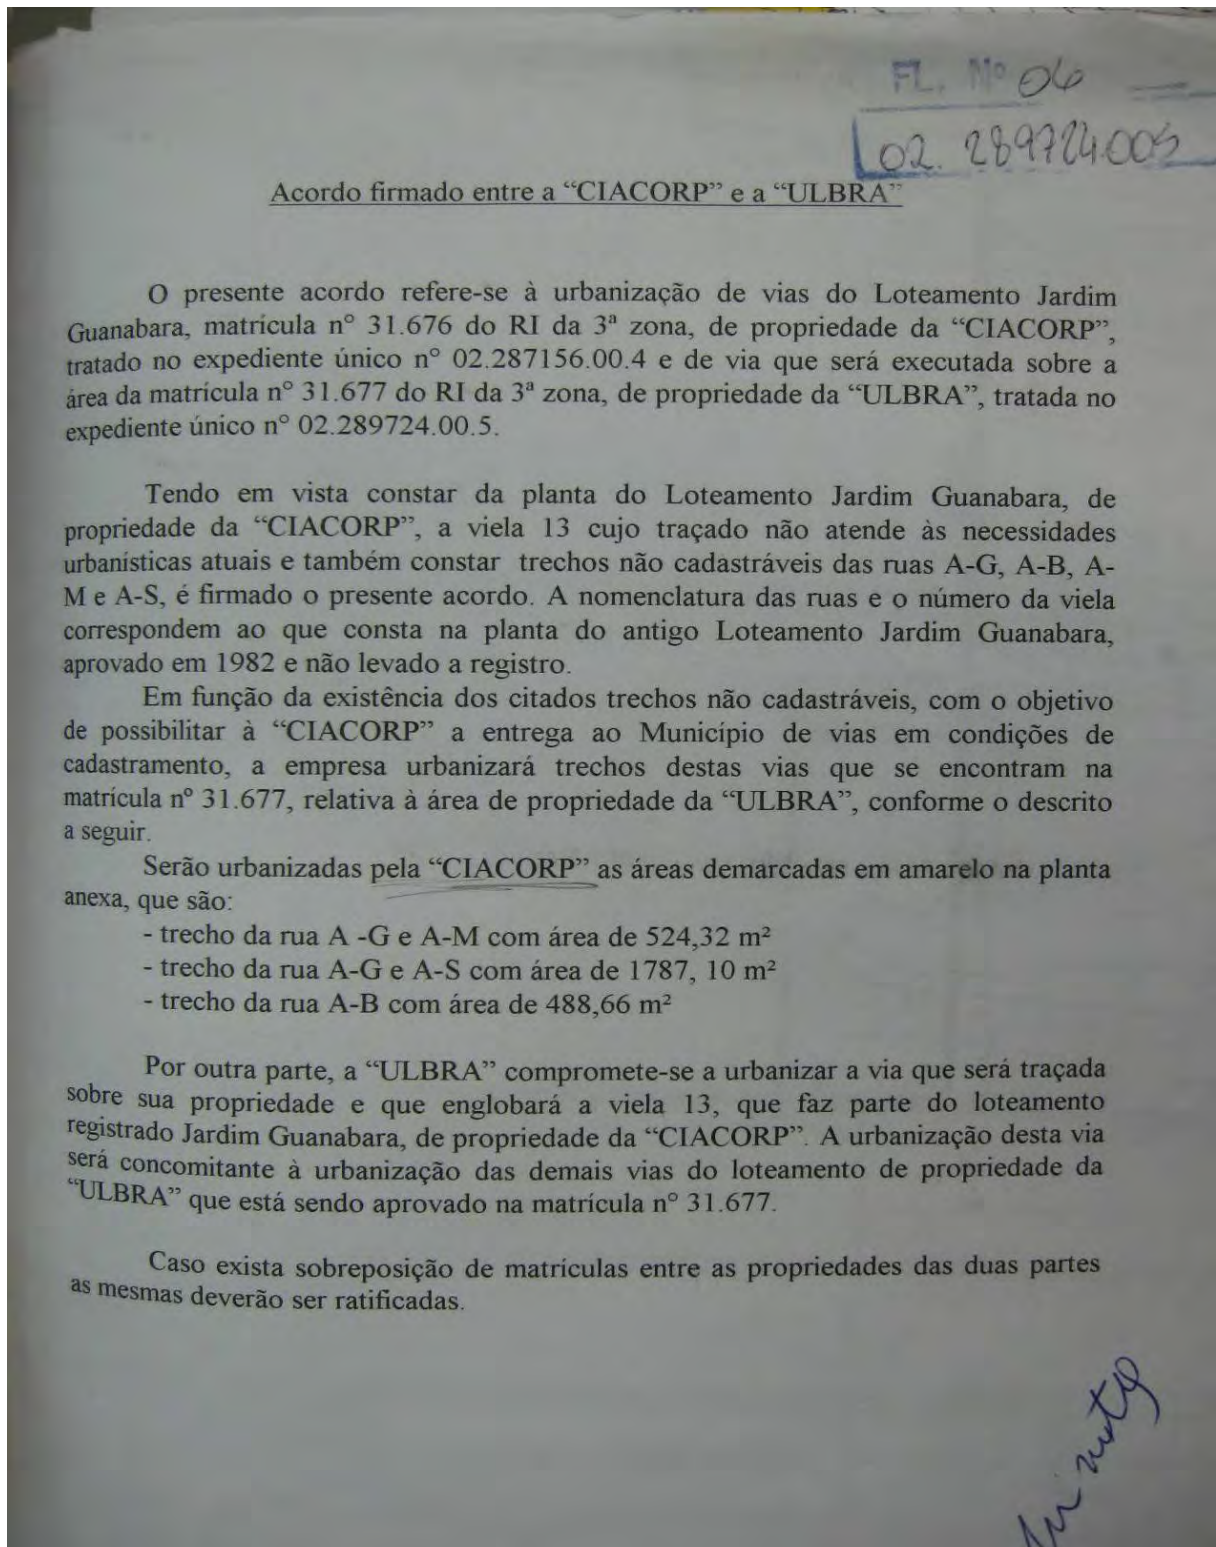 FL. Nº 06
02. 289724.005
Acordo firmado entre a “CIACORP” e a “ULBRA”
O presente acordo refere-se à urbanização de vias do Loteamento Jardim
Guanabara, matrícula nº 31.676 do RI da 3ª zona, de propriedade da “CIACORP”,
tratado no expediente único nº 02.287156.00.4 e de via que será executada sobre a
área da matrícula nº 31.677 do RI da 3ª zona, de propriedade da “ULBRA”, tratada no
expediente único nº 02.289724.00.5.
Tendo em vista constar da planta do Loteamento Jardim Guanabara, de
propriedade da “CIACORP”, a viela 13 cujo traçado não atende às necessidades
urbanísticas atuais e também constar trechos não cadastráveis das ruas A-G, A-B, A-
M e A-S, é firmado o presente acordo. A nomenclatura das ruas e o número da viela
correspondem ao que consta na planta do antigo Loteamento Jardim Guanabara,
aprovado em 1982 e não levado a registro.
Em função da existência dos citados trechos não cadastráveis, com o objetivo
de possibilitar à “CIACORP” a entrega ao Município de vias em condições de
cadastramento, a empresa urbanizará trechos destas vias que se encontram na
matrícula nº 31.677, relativa à área de propriedade da “ULBRA”, conforme o descrito
a seguir.
Serão urbanizadas pela “CIACORP” as áreas demarcadas em amarelo na planta
anexa, que são:
- trecho da rua A -G e A-M com área de 524,32 m²
- trecho da rua A-G e A-S com área de 1787, 10 m²
- trecho da rua A-B com área de 488,66 m²
Por outra parte, a “ULBRA” compromete-se a urbanizar a via que será traçada
sobre sua propriedade e que englobará a viela 13, que faz parte do loteamento
registrado Jardim Guanabara, de propriedade da “CIACORP”. A urbanização desta via
será concomitante à urbanização das demais vias do loteamento de propriedade da
“ULBRA” que está sendo aprovado na matrícula nº 31.677.
Caso exista sobreposição de matrículas entre as propriedades das duas partes
as mesmas deverão ser ratificadas.